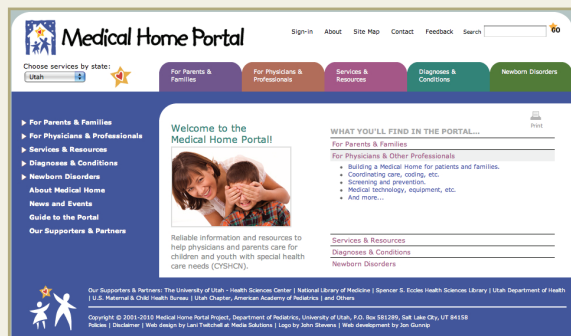 Medical Home Portal
Sign-in About Site Map Contact Feedback Search
Choose services by state:
Utah
For Parents & Families
For Physicians & Professionals
Services & Resources
Diagnoses & Conditions
Newborn Disorders
For Parents & Families
For Physicians & Professionals
Services & Resources
Diagnoses & Conditions
Newborn Disorders
About Medical Home
News and Events
Guide to the Portal
Our Supporters & Partners
Welcome to the
Medical Home Portal!
Reliable information and resources to
help physicians and parents care for
children and youth with special health
care needs (CYSHCN).
Print
WHAT YOU'LL FIND IN THE PORTAL...
For Parents & Families
For Physicians & Other Professionals
Building a Medical Home for patients and families.
Coordinating care, coding, etc.
Screening and prevention.
Medical technology, equipment, etc.
And more...
Services & Resources
Diagnoses & Conditions
Newborn Disorders
Our Supporters & Partners: The University of Utah - Health Sciences Center | National Library of Medicine | Spencer S. Eccles Health Sciences Library | Utah Department of Health
| U.S. Maternal & Child Health Bureau | Utah Chapter, American Academy of Pediatrics | and Others
Copyright © 2001-2010 Medical Home Portal Project, Department of Pediatrics, University of Utah, P.O. Box 581289, Salt Lake City, UT 84158
Policies | Disclaimer | Web design by Lani Twitchell at Media Solutions | Logo by John Stevens | Web development by Jon Gunnip